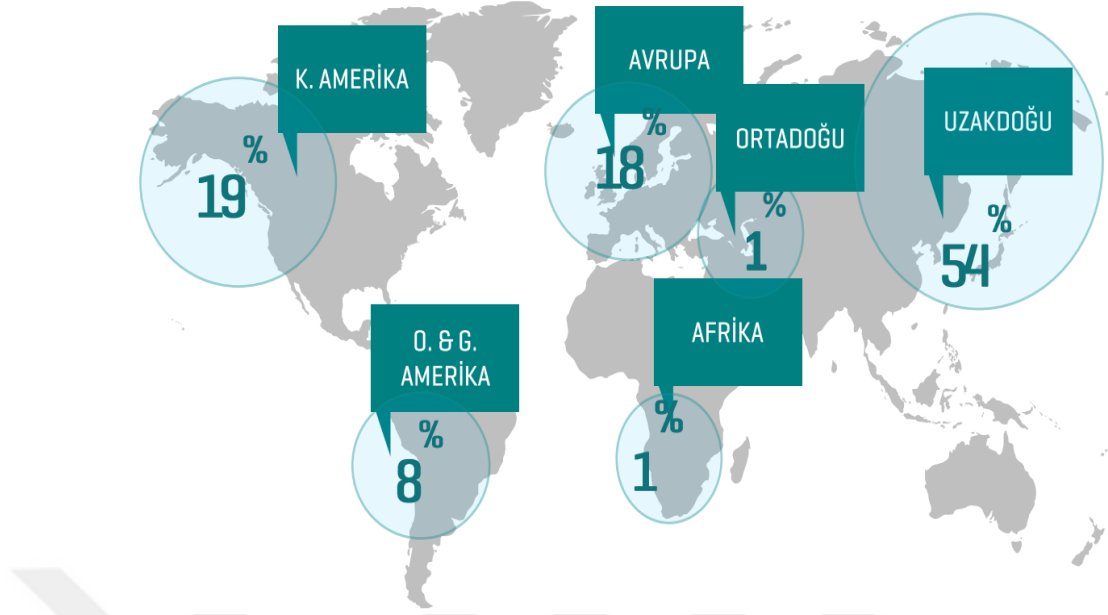 K. AMERİKA
%
19
AVRUPA
%
18
ORTADOĞU
%
1
UZAKDOĞU
%
54
O. & G.
AMERİKA
%
8
AFRİKA
%
1